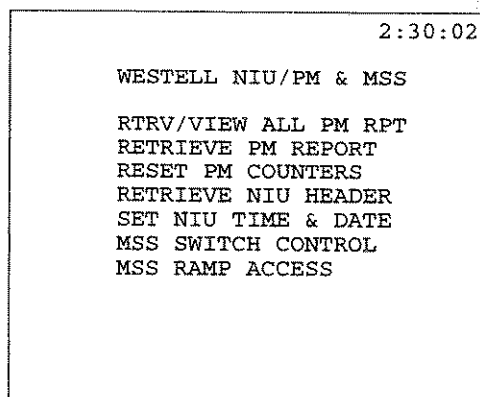 2:30:02
WESTELL NIU/PM & MSS
RTRV/VIEW ALL PM RPT
RETRIEVE PM REPORT
RESET PM COUNTERS
RETRIEVE NIU HEADER
SET NIU TIME & DATE
MSS SWITCH CONTROL
MSS RAMP ACCESS